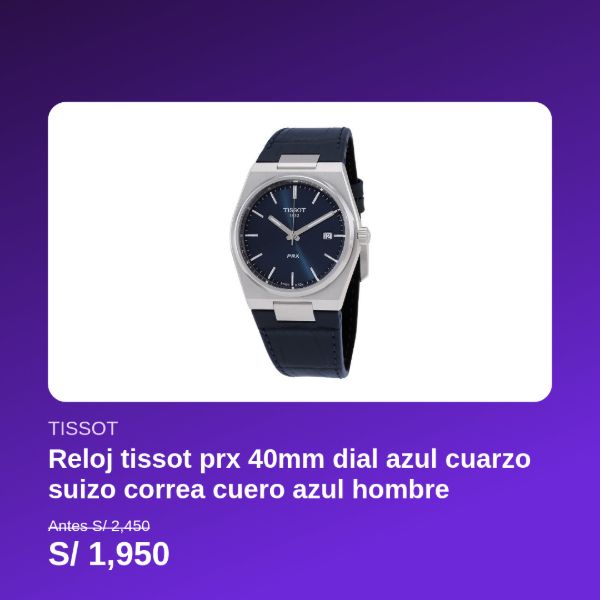 TISSOT
1853
PRX
TISSOT
Reloj tissot prx 40mm dial azul cuarzo
suizo correa cuero azul hombre
Antes S/ 2,450
S/ 1,950